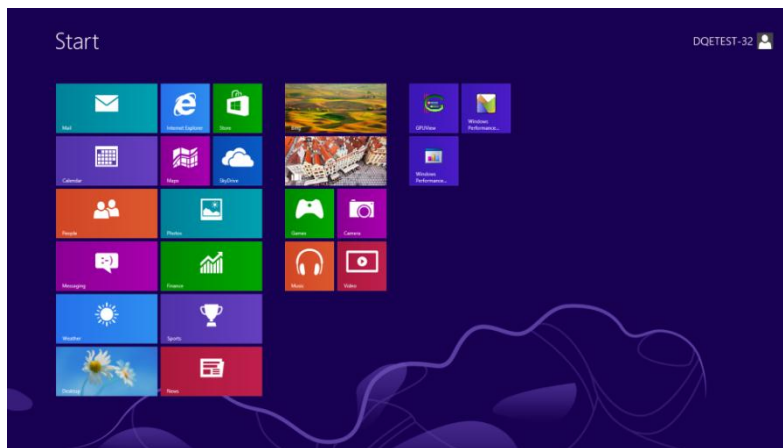 Start
DQETEST-32
Mail
Internet Explorer
Store
Bing
GPUView
Windows
Performance...
Calendar
Maps
SkyDrive
Windows
Performance...
People
Photos
Games
Camera
Messaging
:-)
Finance
Music
Video
Weather
Sports
Desktop
News